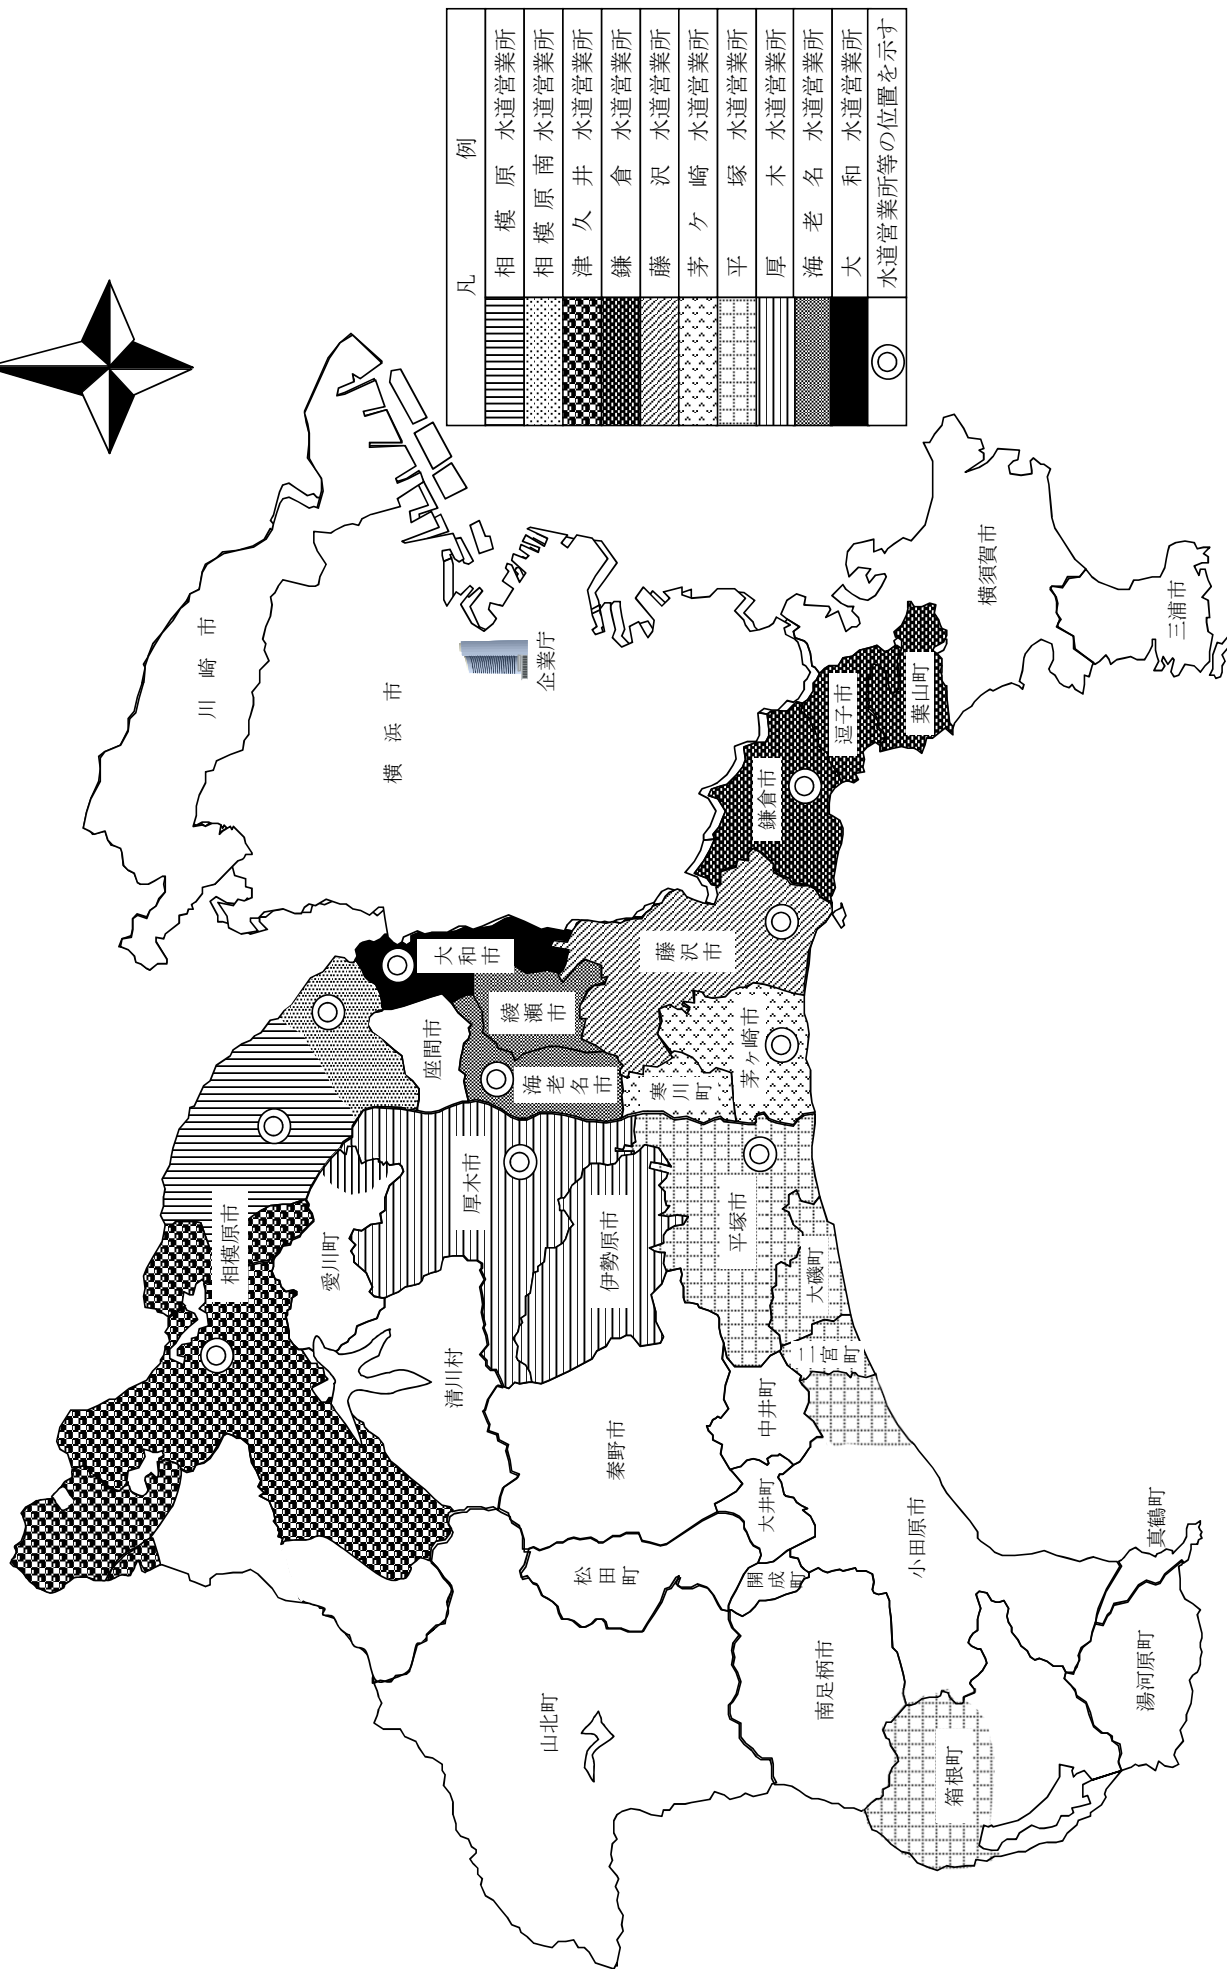 凡例
相模原 水道営業所
相模原南 水道営業所
津久井 水道営業所
鎌倉 水道営業所
藤沢 水道営業所
茅ケ崎 水道営業所
平塚 水道営業所
厚木 水道営業所
海老名 水道営業所
大和 水道営業所
水道営業所等の位置を示す
川崎市
横浜市
企業庁
横須賀市
三浦市
葉山町
逗子市
鎌倉市
藤沢市
大和市
綾瀬市
座間市
海老名市
寒川町
茅ヶ崎市
相模原市
愛川町
厚木市
伊勢原市
平塚市
大磯町
二宮町
清川村
秦野市
中井町
大井町
松田町
開成町
小田原市
真鶴町
湯河原町
南足柄市
山北町
箱根町